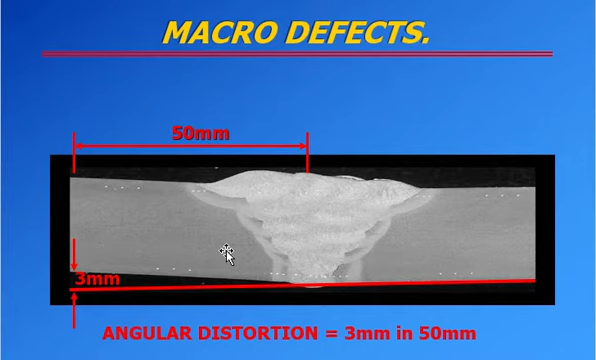 MACRO DEFECTS.
50mm
3mm
ANGULAR DISTORTION = 3mm in 50mm